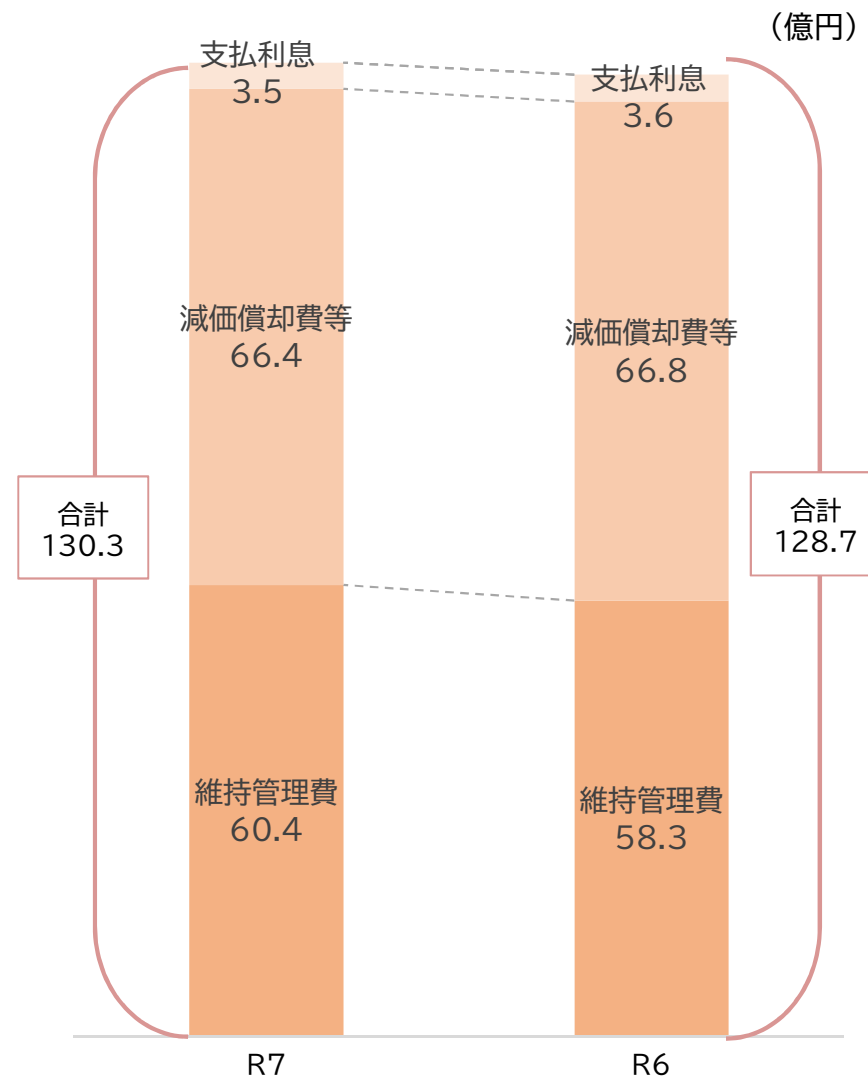 （億円）
支払利息
3.5
減価償却費等
66.4
合計
130.3
維持管理費
60.4
R7
支払利息
3.6
減価償却費等
66.8
合計
128.7
維持管理費
58.3
R6